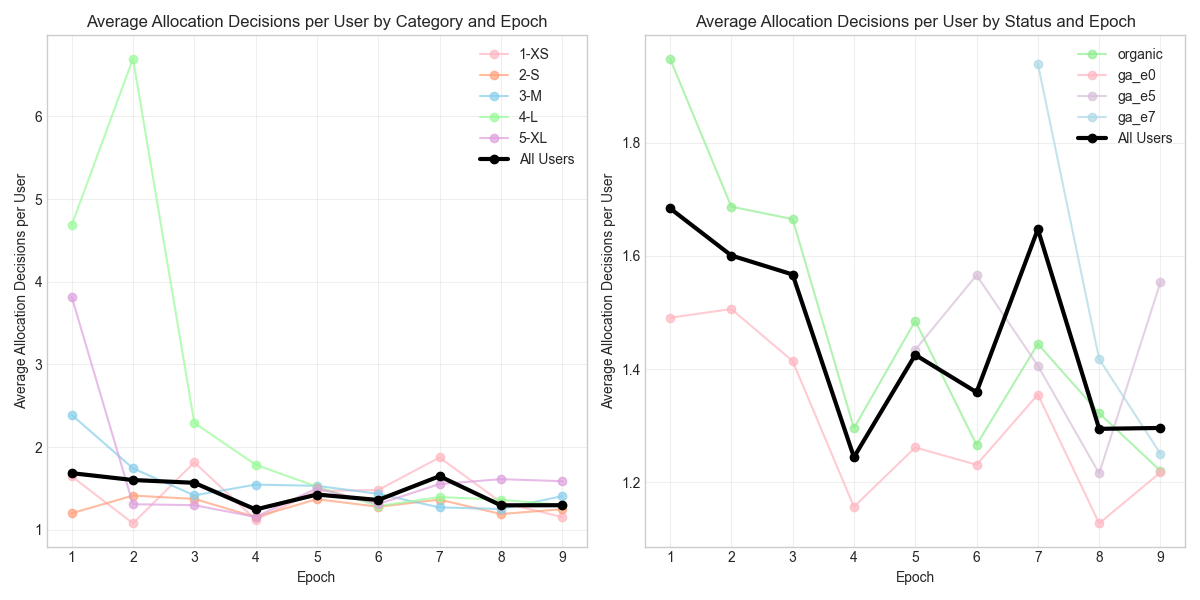 Average Allocation Decisions per User by Category and Epoch
Average Allocation Decisions per User
6
5
4
3
2
1
1-XS
2-S
3-M
4-L
5-XL
All Users
1 2 3 4 5 6 7 8 9
Epoch
Average Allocation Decisions per User by Status and Epoch
Average Allocation Decisions per User
1.8
1.6
1.4
1.2
organic
ga_e0
ga_e5
ga_e7
All Users
1 2 3 4 5 6 7 8 9
Epoch